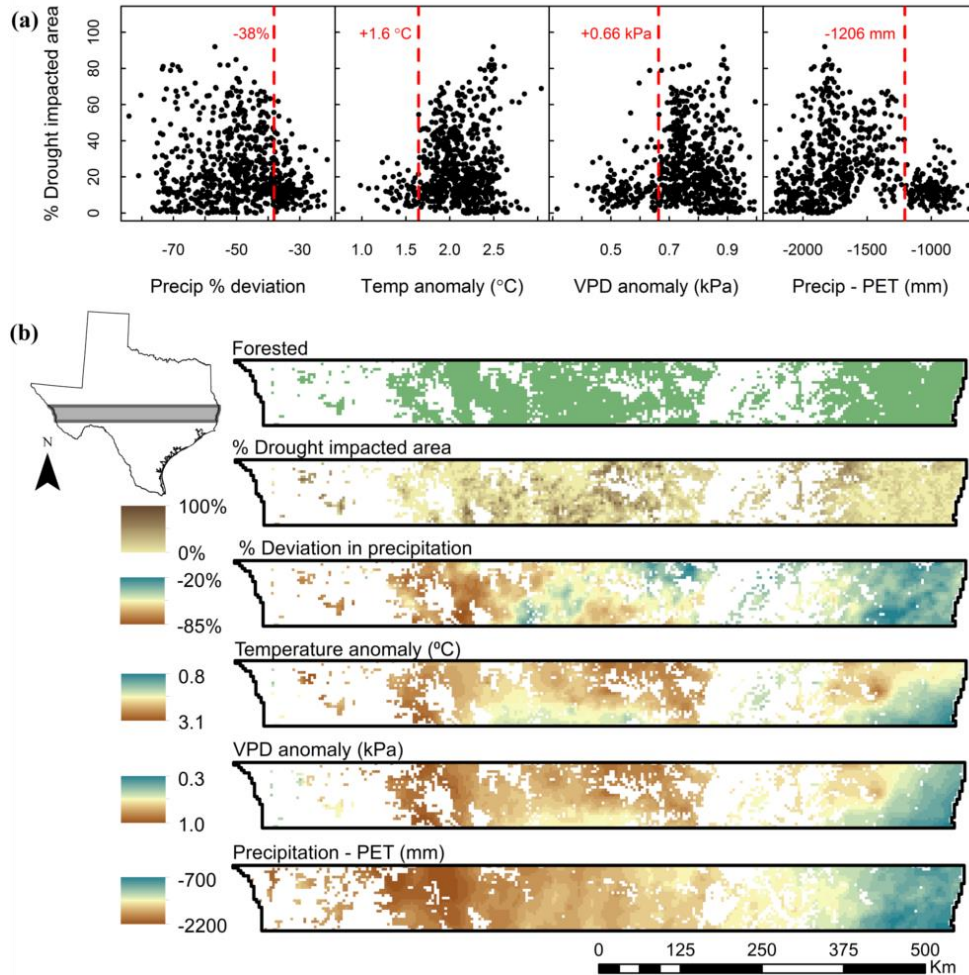 (a)
% Drought impacted area
100
80
60
40
20
0
-38%
+1.6 °C
+0.66 kPa
-1206 mm
-70 -50 -30
1.0 1.5 2.0 2.5
0.5 0.7 0.9
-2000 -1500 -1000
Precip % deviation
Temp anomaly (°C)
VPD anomaly (kPa)
Precip - PET (mm)
(b)
N
Forested
% Drought impacted area
100%
0%
% Deviation in precipitation
-20%
-85%
Temperature anomaly (ºC)
0.8
3.1
VPD anomaly (kPa)
0.3
1.0
Precipitation - PET (mm)
-700
-2200
0 125 250 375 500
Km